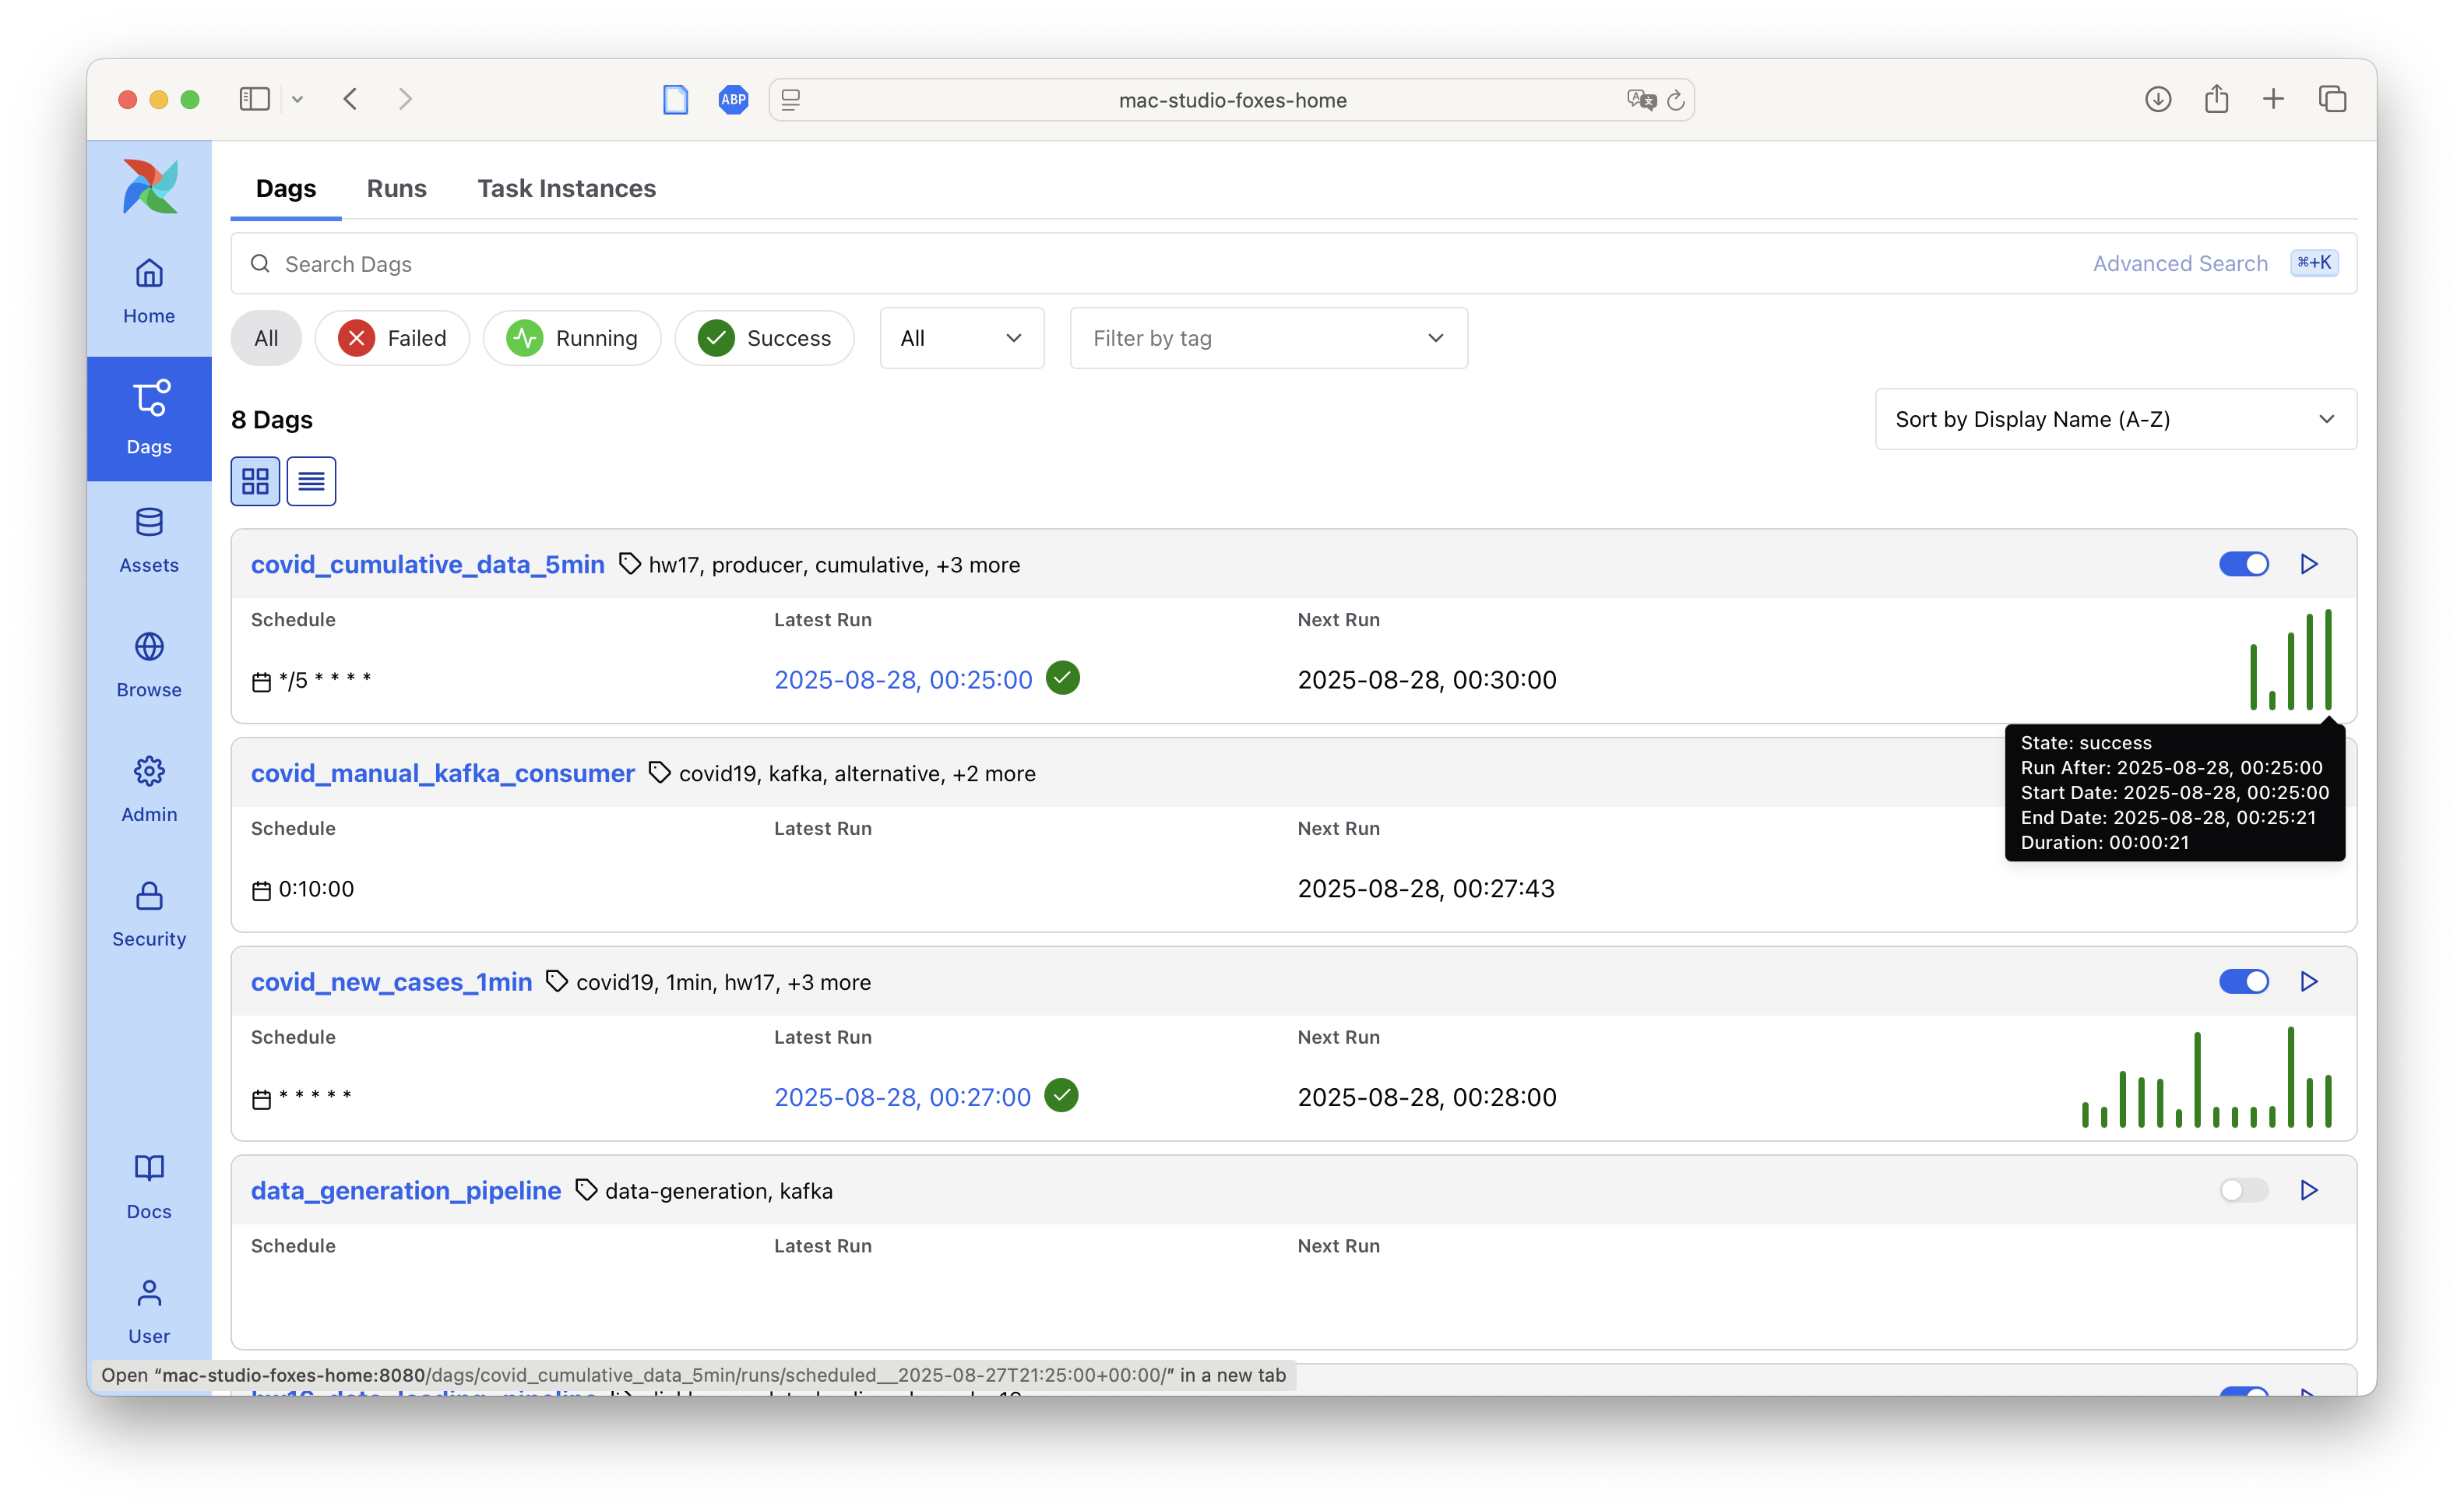 ABP
mac-studio-foxes-home
Dags
Runs
Task Instances
Search Dags
Advanced Search
⌘+K
All
Failed
Running
Success
All
Filter by tag
8 Dags
Sort by Display Name (A-Z)
Home
Dags
Assets
Browse
Admin
Security
Docs
User
covid_cumulative_data_5min
hw17, producer, cumulative, +3 more
Schedule
Latest Run
Next Run
*/5 * * * *
2025-08-28, 00:25:00
2025-08-28, 00:30:00
State: success
Run After: 2025-08-28, 00:25:00
Start Date: 2025-08-28, 00:25:00
End Date: 2025-08-28, 00:25:21
Duration: 00:00:21
covid_manual_kafka_consumer
covid19, kafka, alternative, +2 more
Schedule
Latest Run
Next Run
0:10:00
2025-08-28, 00:27:43
covid_new_cases_1min
covid19, 1min, hw17, +3 more
Schedule
Latest Run
Next Run
* * * * *
2025-08-28, 00:27:00
2025-08-28, 00:28:00
data_generation_pipeline
data-generation, kafka
Schedule
Latest Run
Next Run
Open “mac-studio-foxes-home:8080/dags/covid_cumulative_data_5min/runs/scheduled__2025-08-27T21:25:00+00:00/” in a new tab